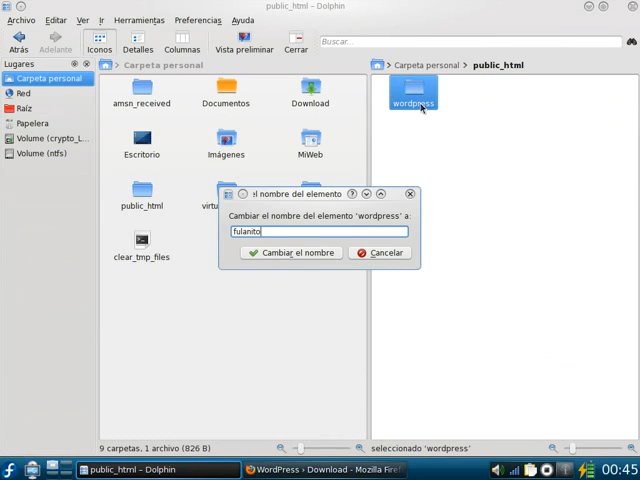 public_html – Dolphin
Archivo Editar Ver Ir Herramientas Preferencias Ayuda
Atrás Adelante Iconos Detalles Columnas Vista preliminar Cerrar Buscar...
Lugares
Carpeta personal
Red
Raíz
Papelera
Volume (crypto_L...
Volume (ntfs)
> Carpeta personal
amsn_received Documentos Download
Escritorio Imágenes MiWeb
public_html
clear_tmp_files
> Carpeta personal > public_html
wordpress
el nombre del elemento
Cambiar el nombre del elemento 'wordpress' a:
fulanito
Cambiar el nombre Cancelar
9 carpetas, 1 archivo (826 B)
seleccionado 'wordpress'
public_html – Dolphin
WordPress › Download - Mozilla Firef
00:45